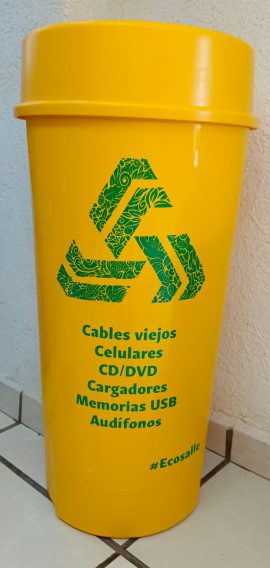 Cables viejos
Celulares
CD/DVD
Cargadores
Memorias USB
Audífonos
#Ecosalle